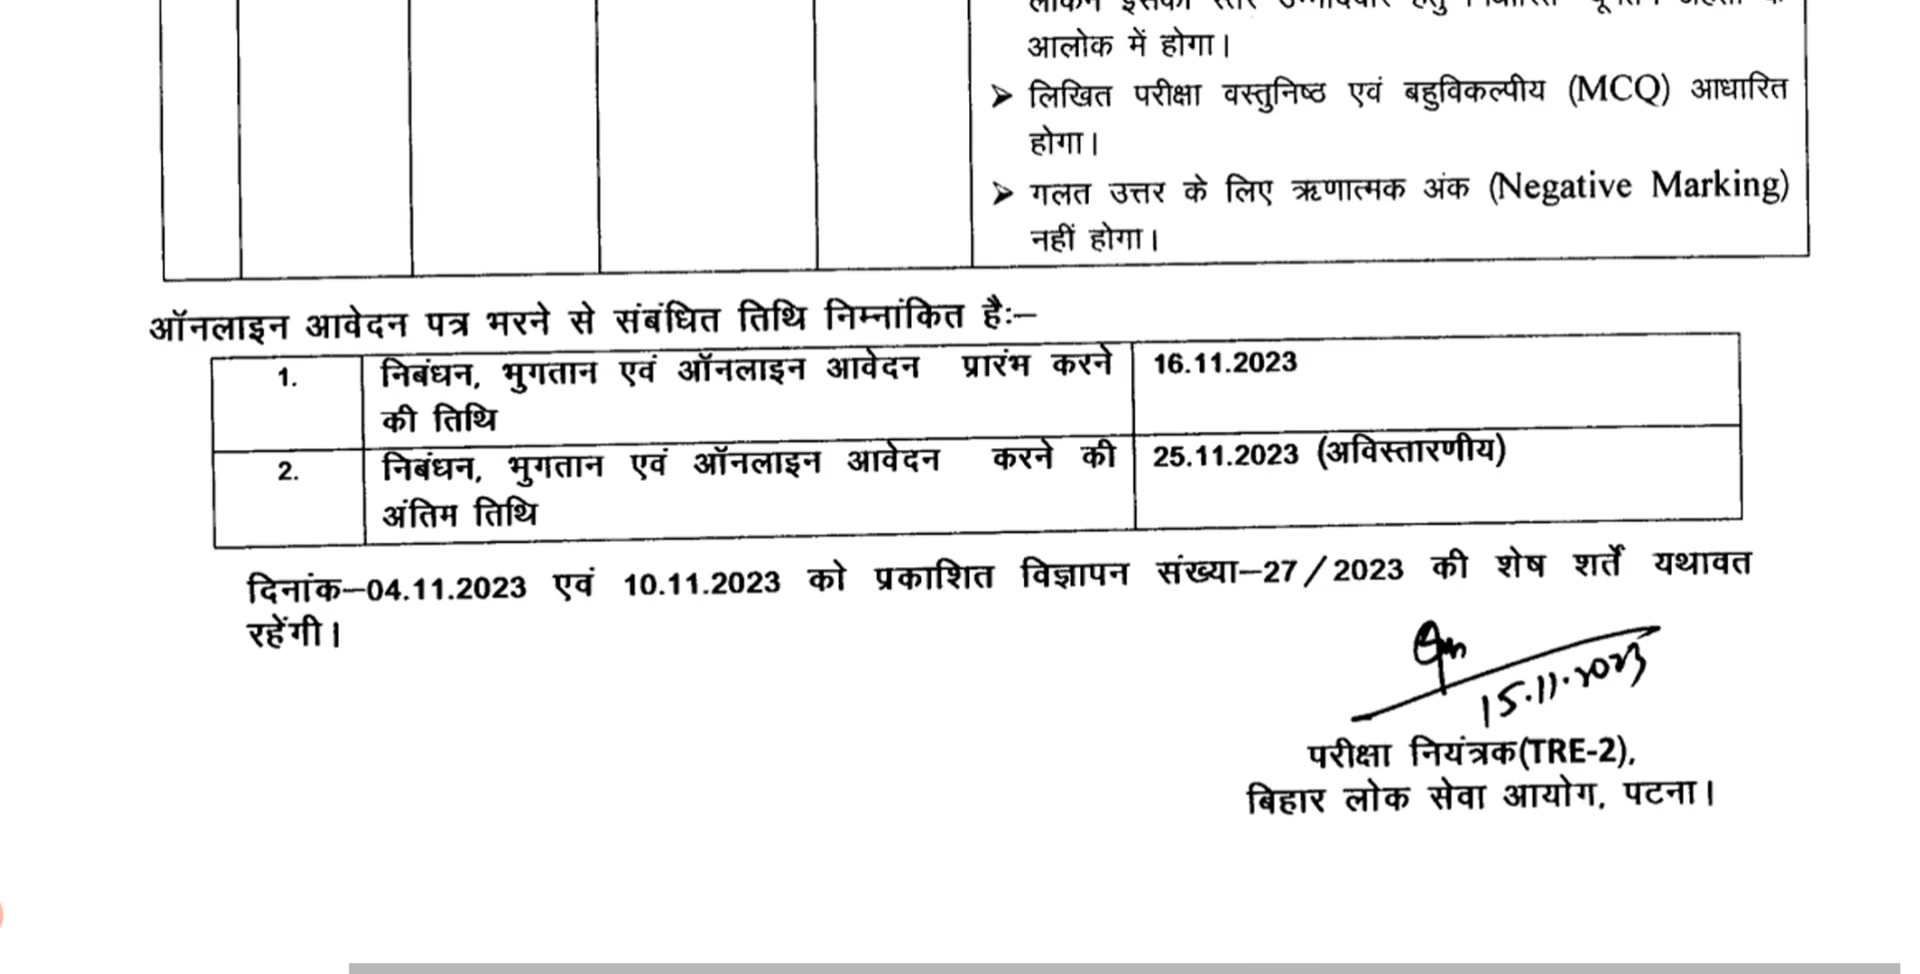 आलोक में होगा।
➢ लिखित परीक्षा वस्तुनिष्ठ एवं बहुविकल्पीय (MCQ) आधारित
होगा।
➢ गलत उत्तर के लिए ऋणात्मक अंक (Negative Marking)
नहीं होगा।
ऑनलाइन आवेदन पत्र भरने से संबंधित तिथि निम्नांकित है:–
1. निबंधन, भुगतान एवं ऑनलाइन आवेदन प्रारंभ करने 16.11.2023
की तिथि
2. निबंधन, भुगतान एवं ऑनलाइन आवेदन करने की 25.11.2023 (अविस्तारणीय)
अंतिम तिथि
दिनांक–04.11.2023 एवं 10.11.2023 को प्रकाशित विज्ञापन संख्या–27/2023 की शेष शर्तें यथावत
रहेंगी।
15.11.2023
परीक्षा नियंत्रक(TRE-2),
बिहार लोक सेवा आयोग, पटना।